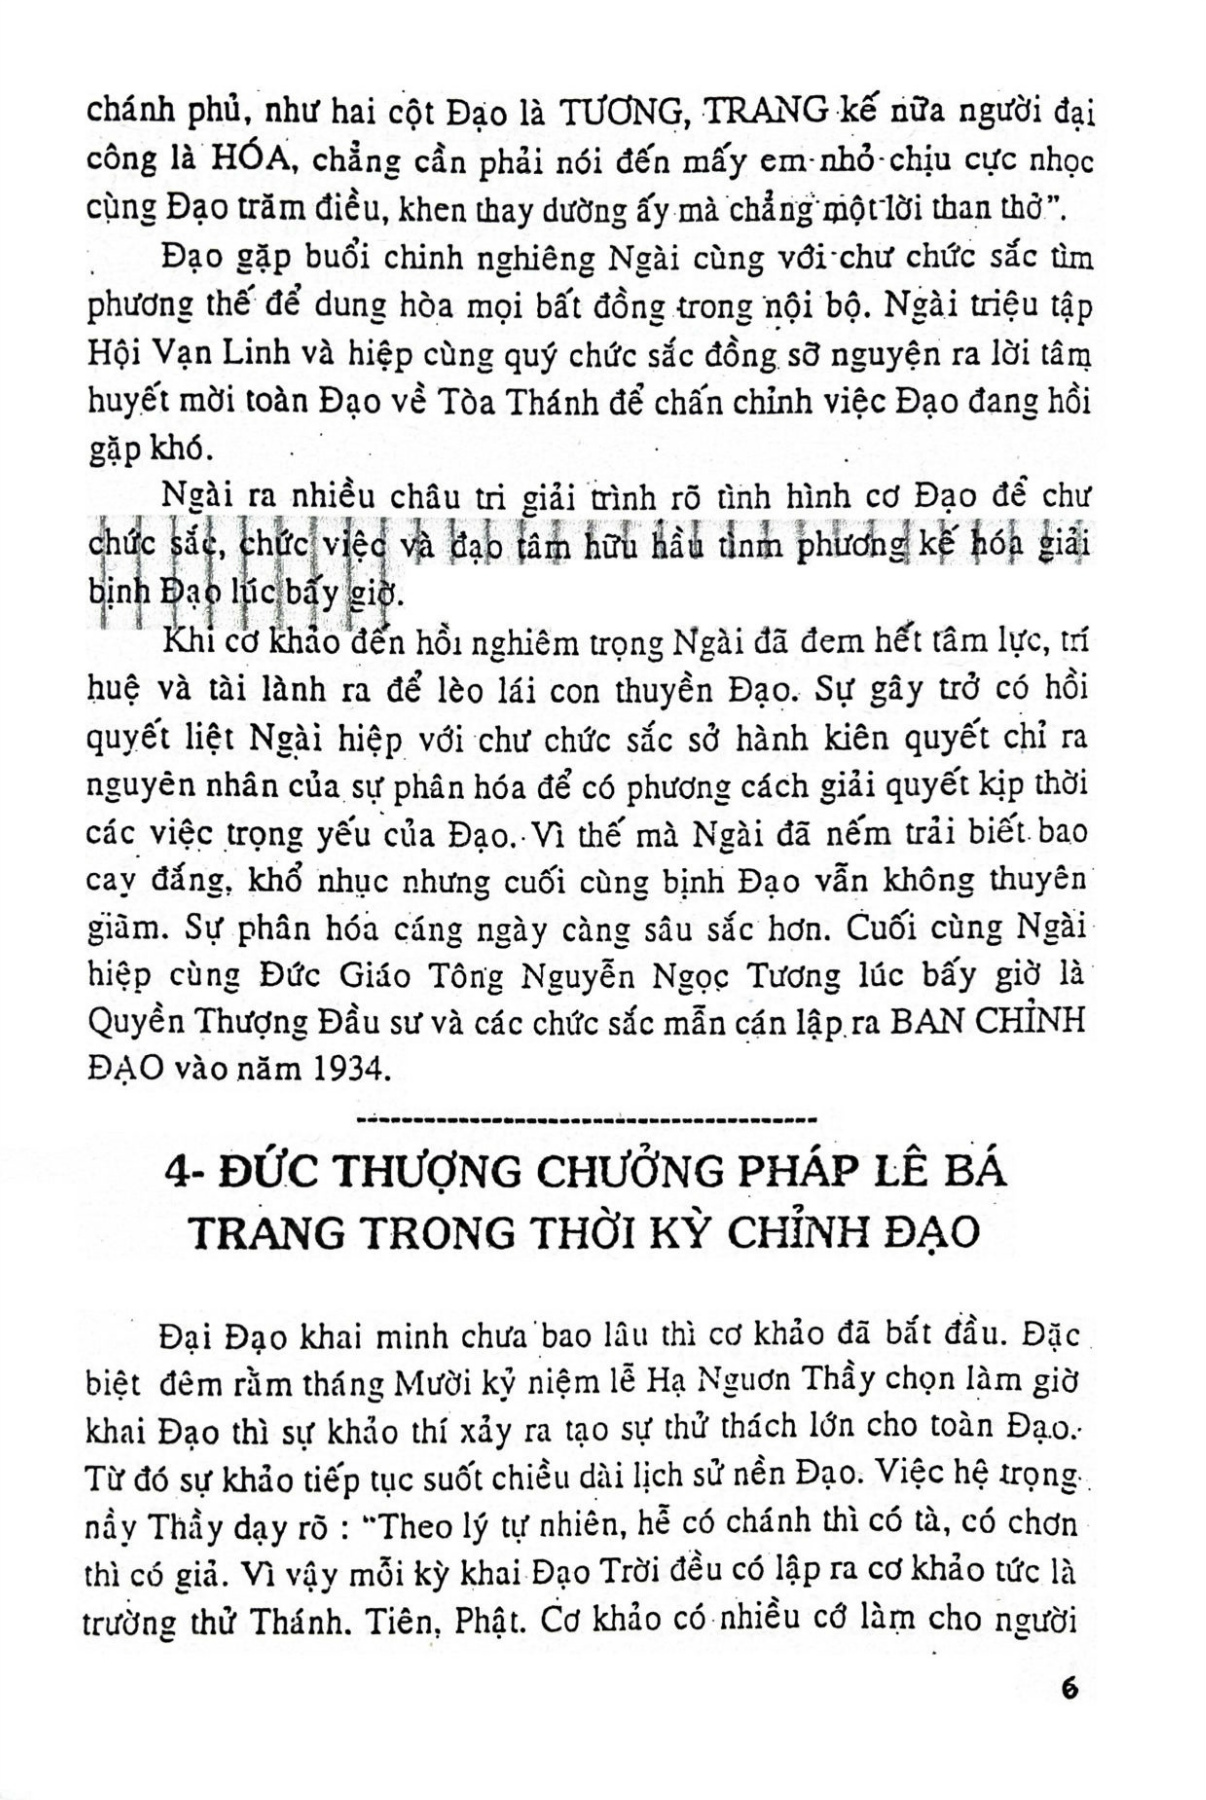 chánh phủ, như hai cột Đạo là TƯƠNG, TRANG kế nữa người đại
công là HÓA, chẳng cần phải nói đến mấy em nhỏ chịu cực nhọc
cùng Đạo trăm điều, khen thay dường ấy mà chẳng một lời than thở”.
Đạo gặp buổi chinh nghiêng Ngài cùng với chư chức sắc tìm
phương thế để dung hòa mọi bất đồng trong nội bộ. Ngài triệu tập
Hội Vạn Linh và hiệp cùng quý chức sắc đồng sở nguyện ra lời tâm
huyết mời toàn Đạo về Tòa Thánh để chấn chỉnh việc Đạo đang hồi
gặp khó.
Ngài ra nhiều châu tri giải trình rõ tình hình cơ Đạo để chư
chức sắc, chức việc và đạo tâm hữu hầu tìnm phương kế hóa giải
bịnh Đạo lúc bấy giờ.
Khi cơ khảo đến hồi nghiêm trọng Ngài đã đem hết tâm lực, trí
huệ và tài lành ra để lèo lái con thuyền Đạo. Sự gây trở có hồi
quyết liệt Ngài hiệp với chư chức sắc sở hành kiên quyết chỉ ra
nguyên nhân của sự phân hóa để có phương cách giải quyết kịp thời
các việc trọng yếu của Đạo. Vì thế mà Ngài đã nếm trải biết bao
cay đắng, khổ nhục nhưng cuối cùng bịnh Đạo vẫn không thuyên
giảm. Sự phân hóa cáng ngày càng sâu sắc hơn. Cuối cùng Ngài
hiệp cùng Đức Giáo Tông Nguyễn Ngọc Tương lúc bấy giờ là
Quyền Thượng Đầu sư và các chức sắc mẫn cán lập ra BAN CHỈNH
ĐẠO vào năm 1934.
4- ĐỨC THƯỢNG CHƯỞNG PHÁP LÊ BÁ
TRANG TRONG THỜI KỲ CHỈNH ĐẠO
Đại Đạo khai minh chưa bao lâu thì cơ khảo đã bắt đầu. Đặc
biệt đêm rằm tháng Mười kỷ niệm lễ Hạ Nguơn Thầy chọn làm giờ
khai Đạo thì sự khảo thí xảy ra tạo sự thử thách lớn cho toàn Đạo.
Từ đó sự khảo tiếp tục suốt chiều dài lịch sử nền Đạo. Việc hệ trọng
nầy Thầy dạy rõ : “Theo lý tự nhiên, hễ có chánh thì có tà, có chơn
thì có giả. Vì vậy mỗi kỳ khai Đạo Trời đều có lập ra cơ khảo tức là
trường thử Thánh. Tiên, Phật. Cơ khảo có nhiều cớ làm cho người
6